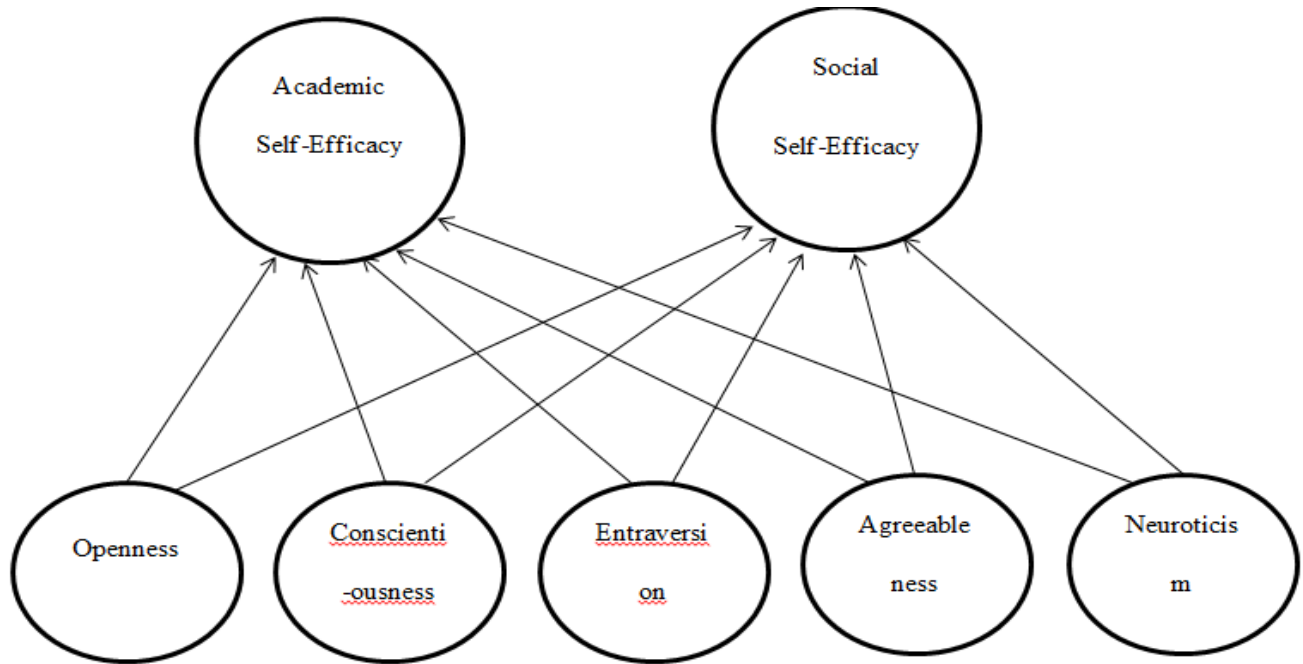 Academic
Self-Efficacy
Social
Self-Efficacy
Openness
Conscienti
-ousness
Entraversi
on
Agreeable
ness
Neuroticis
m